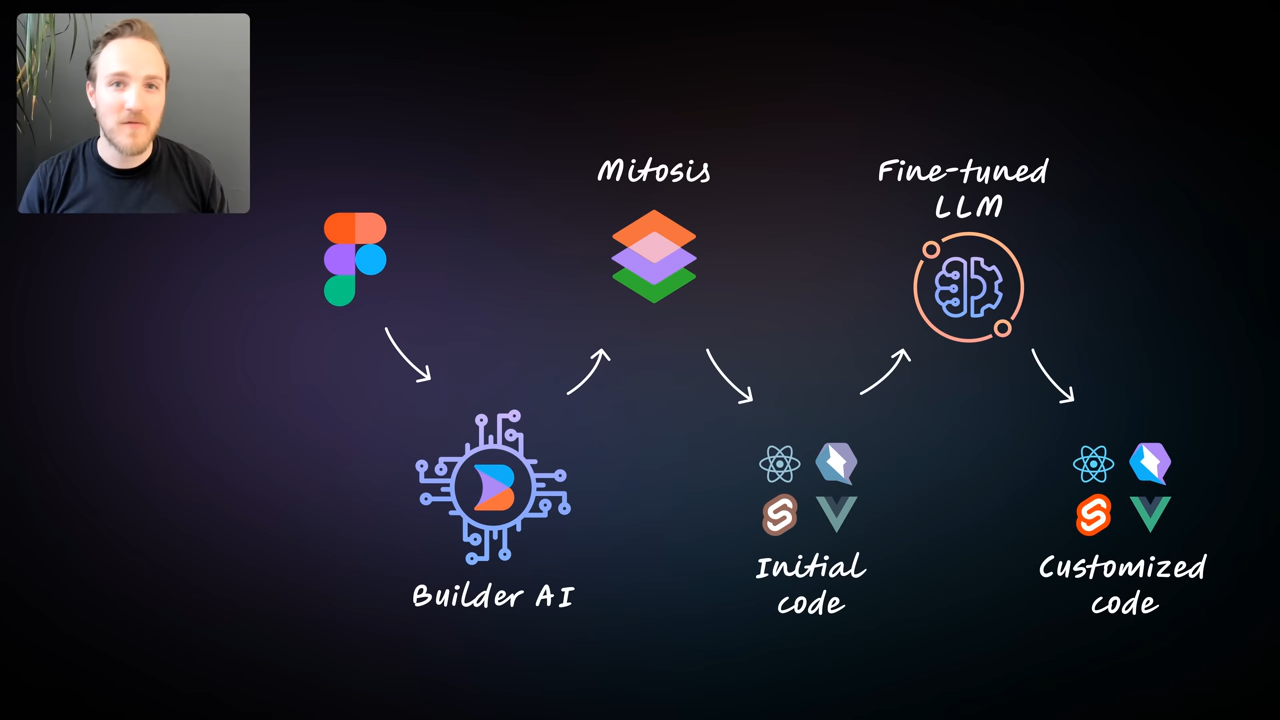 Mitosis
Fine-tuned
LLM
Builder AI
Initial
code
Customized
code